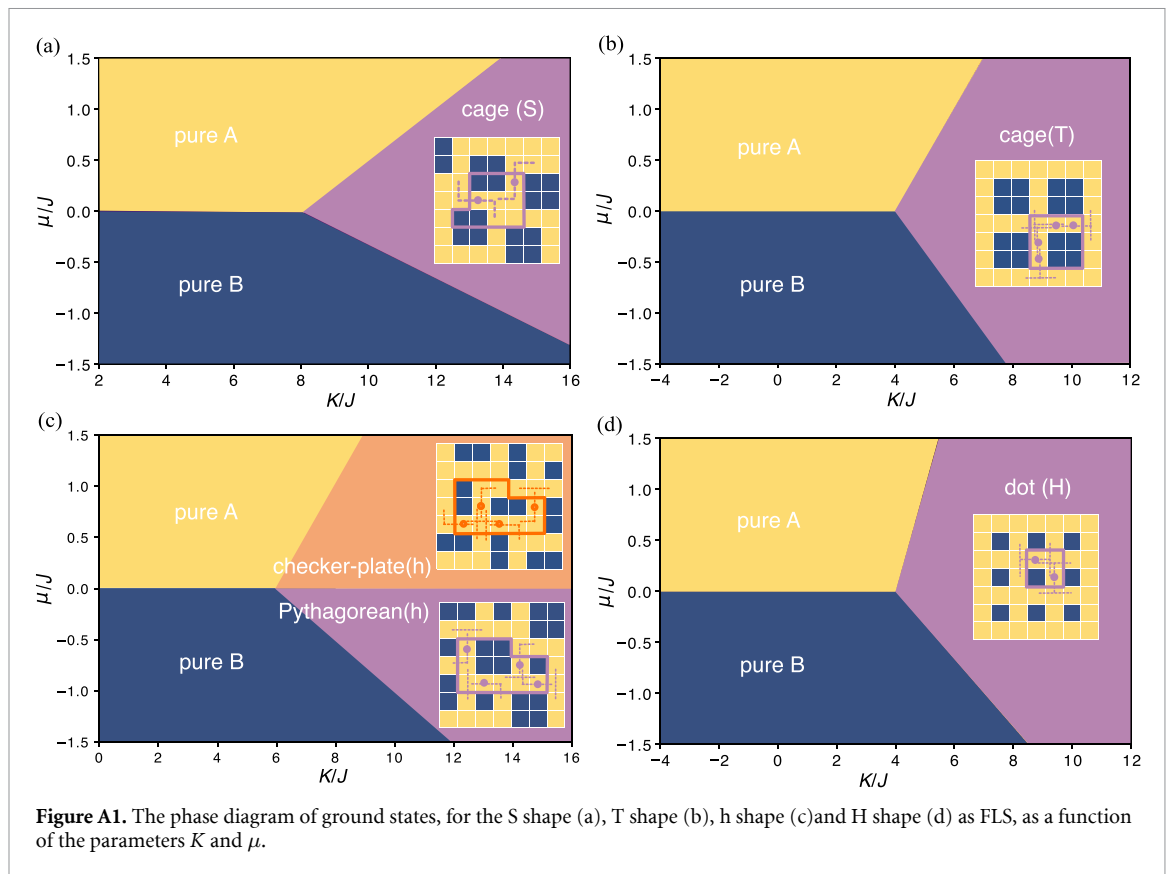 (a)
1.5
1.0
0.5
0.0
−0.5
−1.0
−1.5
μ/J
pure A
pure B
cage (S)
2 4 6 8 10 12 14 16
K/J
(b)
1.5
1.0
0.5
0.0
−0.5
−1.0
−1.5
μ/J
pure A
pure B
cage(T)
−4 −2 0 2 4 6 8 10 12
K/J
(c)
1.5
1.0
0.5
0.0
−0.5
−1.0
−1.5
μ/J
pure A
checker-plate(h)
Pythagorean(h)
pure B
0 2 4 6 8 10 12 14 16
K/J
(d)
1.5
1.0
0.5
0.0
−0.5
−1.0
−1.5
μ/J
pure A
pure B
dot (H)
−4 −2 0 2 4 6 8 10 12
K/J
Figure A1. The phase diagram of ground states, for the S shape (a), T shape (b), h shape (c)and H shape (d) as FLS, as a function
of the parameters K and μ.